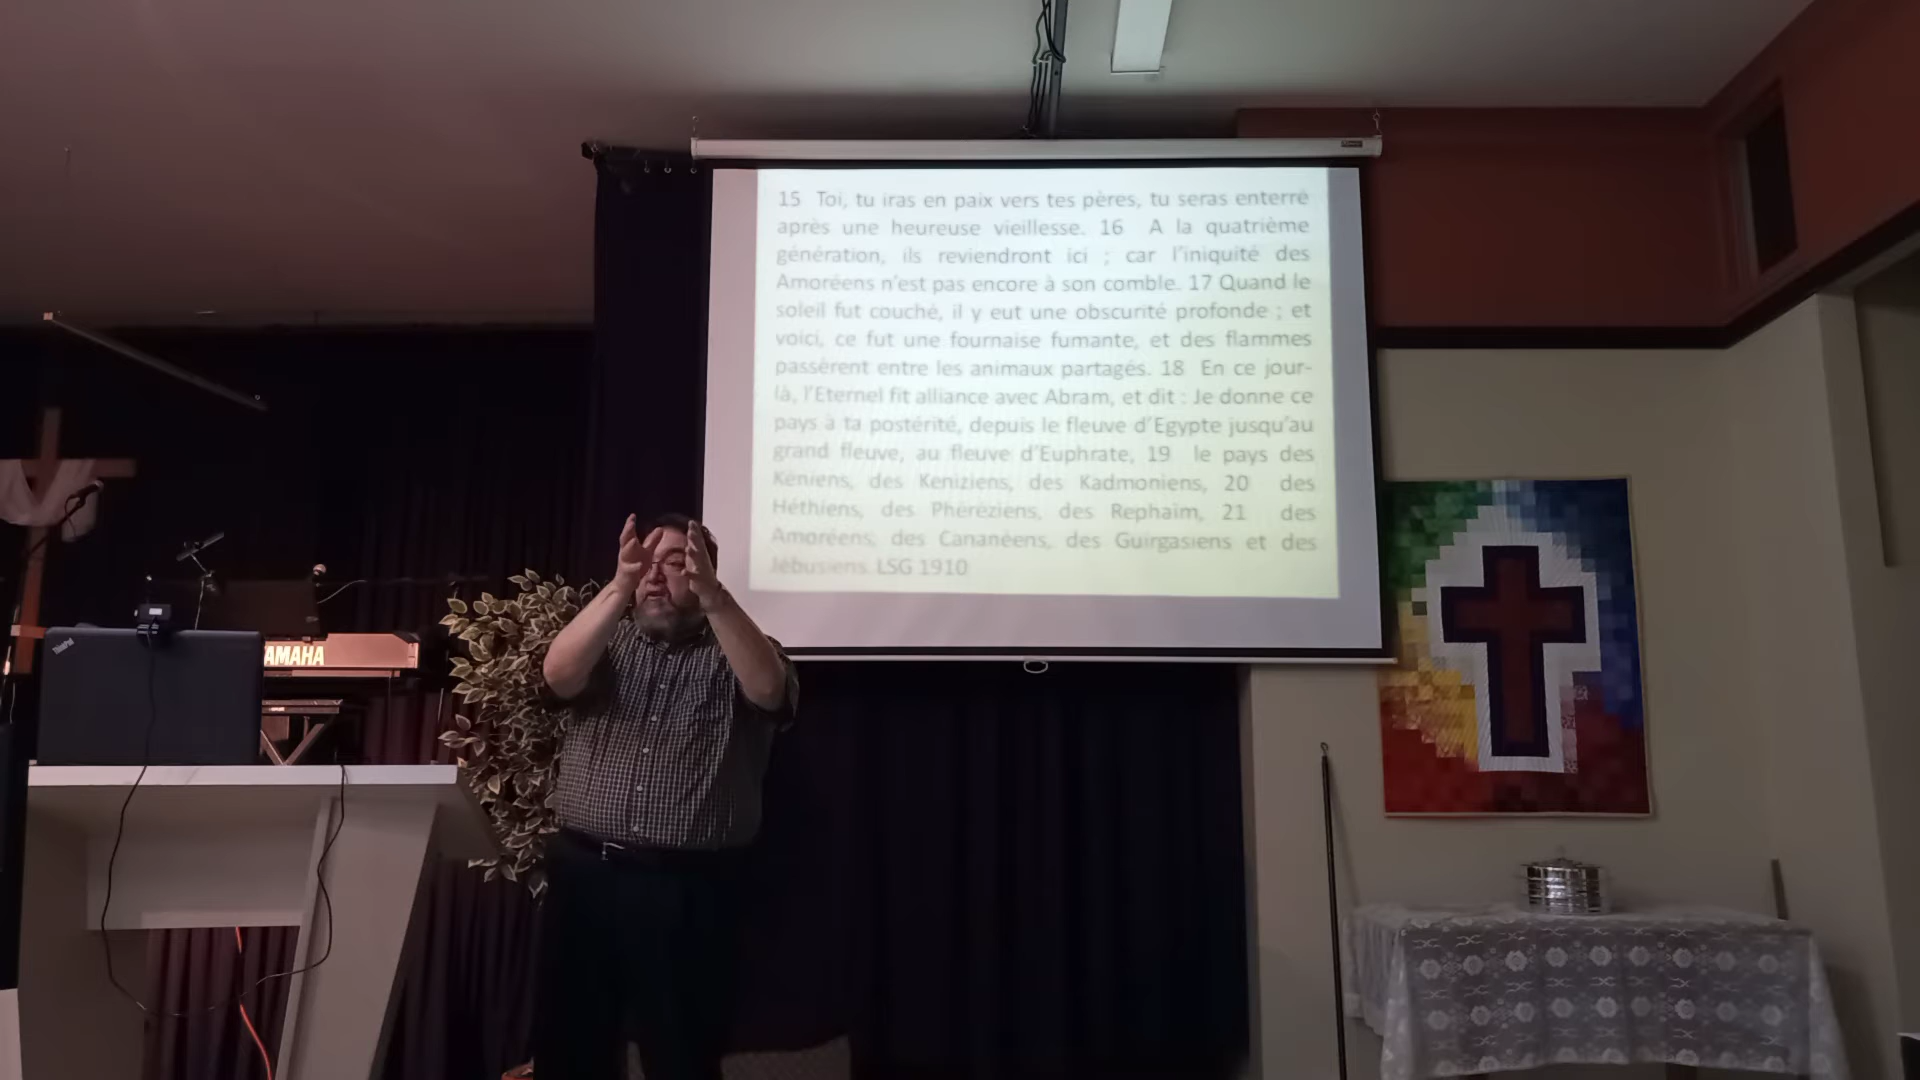 15 Toi, tu iras en paix vers tes pères, tu seras enterré
après une heureuse vieillesse. 16 A la quatrième
génération, ils reviendront ici ; car l'iniquité des
Amoréens n'est pas encore à son comble. 17 Quand le
soleil fut couché, il y eut une obscurité profonde ; et
voici, ce fut une fournaise fumante, et des flammes
passèrent entre les animaux partagés. 18 En ce jour-
là, l'Eternel fit alliance avec Abram, et dit : Je donne ce
pays à ta postérité, depuis le fleuve d'Egypte jusqu'au
grand fleuve, au fleuve d'Euphrate, 19 le pays des
Kéniens, des Keniziens, des Kadmoniens, 20 des
Héthiens, des Phéréziens, des Rephaïm, 21 des
Amoréens, des Cananéens, des Guirgasiens et des
Jébusiens. LSG 1910
ThinkPad
YAMAHA